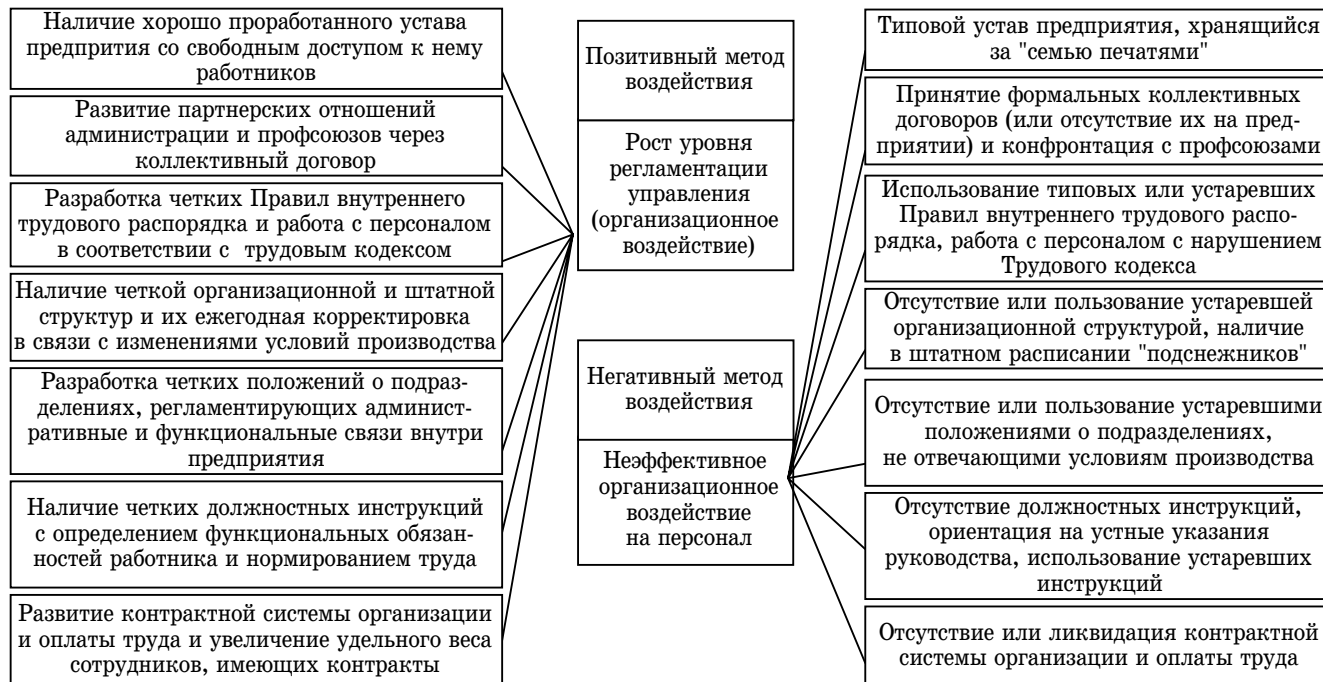 Наличие хорошо проработанного устава
предпрития со свободным доступом к нему
работников
Развитие партнерских отношений
администрации и профсоюзов через
коллективный договор
Разработка четких Правил внутреннего
трудового распорядка и работа с персоналом
в соответствии с трудовым кодексом
Наличие четкой организационной и штатной
структур и их ежегодная корректировка
в связи с изменениями условий производства
Разработка четких положений о подраз-
делениях, регламентирующих админист-
ративные и функциональные связи внутри
предприятия
Наличие четких должностных инструкций
с определением функциональных обязан-
ностей работника и нормированием труда
Развитие контрактной системы организации
и оплаты труда и увеличение удельного веса
сотрудников, имеющих контракты
Позитивный метод
воздействия
Рост уровня
регламентации
управления
(организационное
воздействие)
Негативный метод
воздействия
Неэффективное
организационное
воздействие
на персонал
Типовой устав предприятия, хранящийся
за "семью печатями"
Принятие формальных коллективных
договоров (или отсутствие их на пред-
приятии) и конфронтация с профсоюзами
Использование типовых или устаревших
Правил внутреннего трудового распо-
рядка, работа с персоналом с нарушением
Трудового кодекса
Отсутствие или пользование устаревшей
организационной структурой, наличие
в штатном расписании "подснежников"
Отсутствие или пользование устаревшими
положениями о подразделениях,
не отвечающими условиям производства
Отсутствие должностных инструкций,
ориентация на устные указания
руководства, использование устаревших
инструкций
Отсутствие или ликвидация контрактной
системы организации и оплаты труда